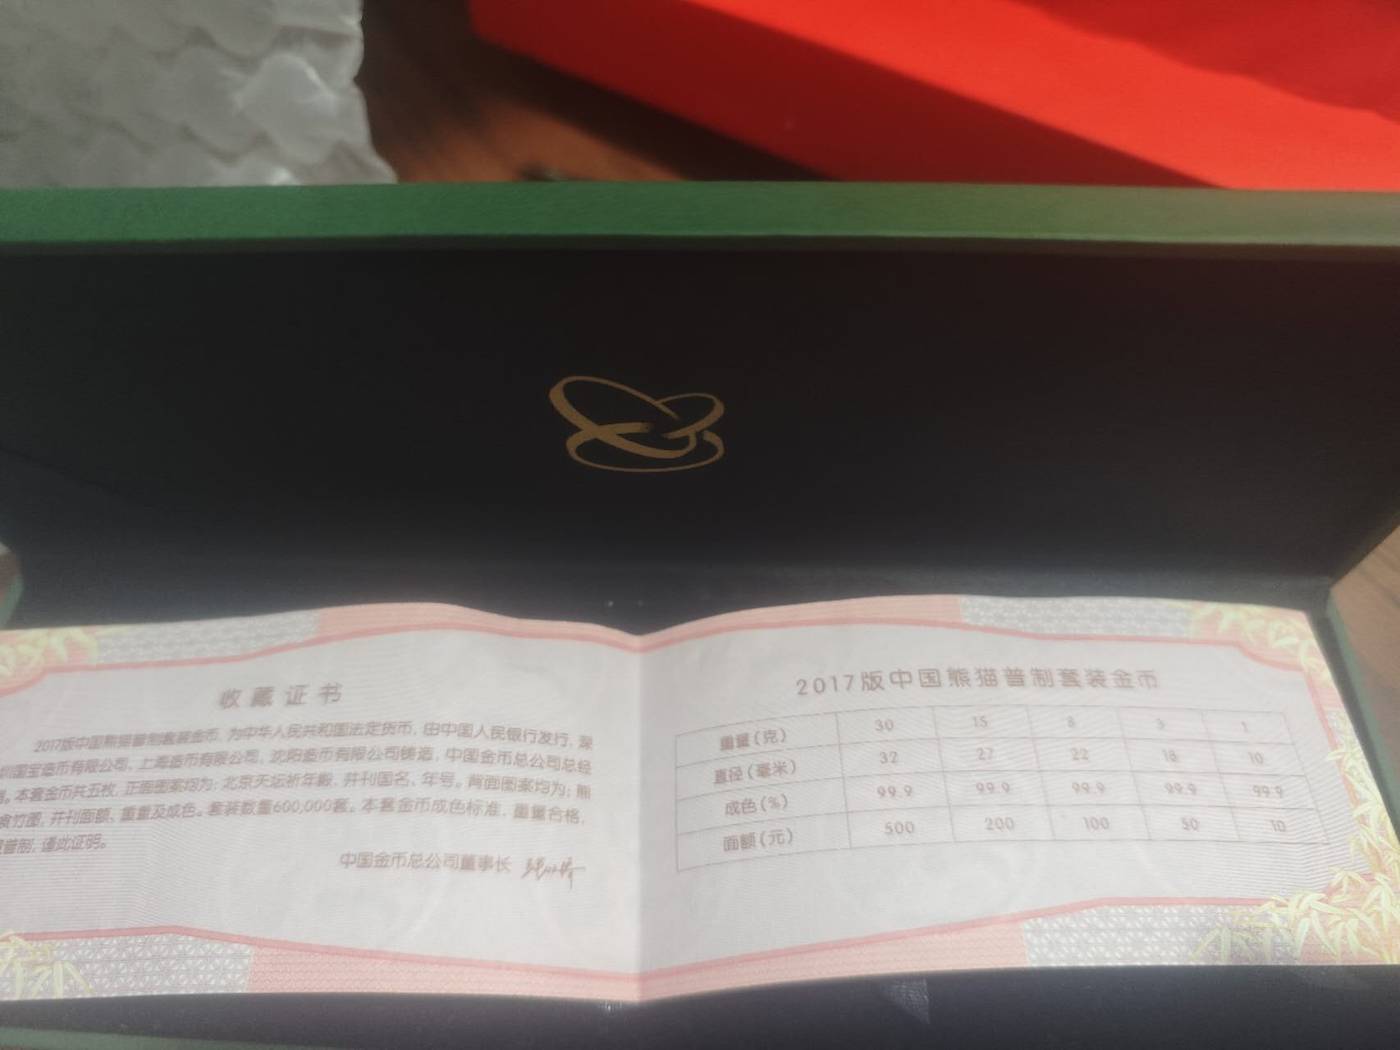 收藏证书
2017版中国熊猫普制套装金币，为中华人民共和国法定货币，由中国人民银行发行，深
圳国宝造币有限公司、上海造币有限公司、沈阳造币有限公司铸造，中国金币总公司总经
。本套金币共五枚，正面图案均为：北京天坛祈年殿，并刊国名、年号。背面图案均为：熊
食竹图，并刊面额、重量及成色。套装数量600,000套。本套金币成色标准，重量合格，
普制，谨此证明。
中国金币总公司董事长
2017版中国熊猫普制套装金币
重量(克) 30 15 8 3 1
直径(毫米) 32 27 22 18 10
成色(%) 99.9 99.9 99.9 99.9 99.9
面额(元) 500 200 100 50 10